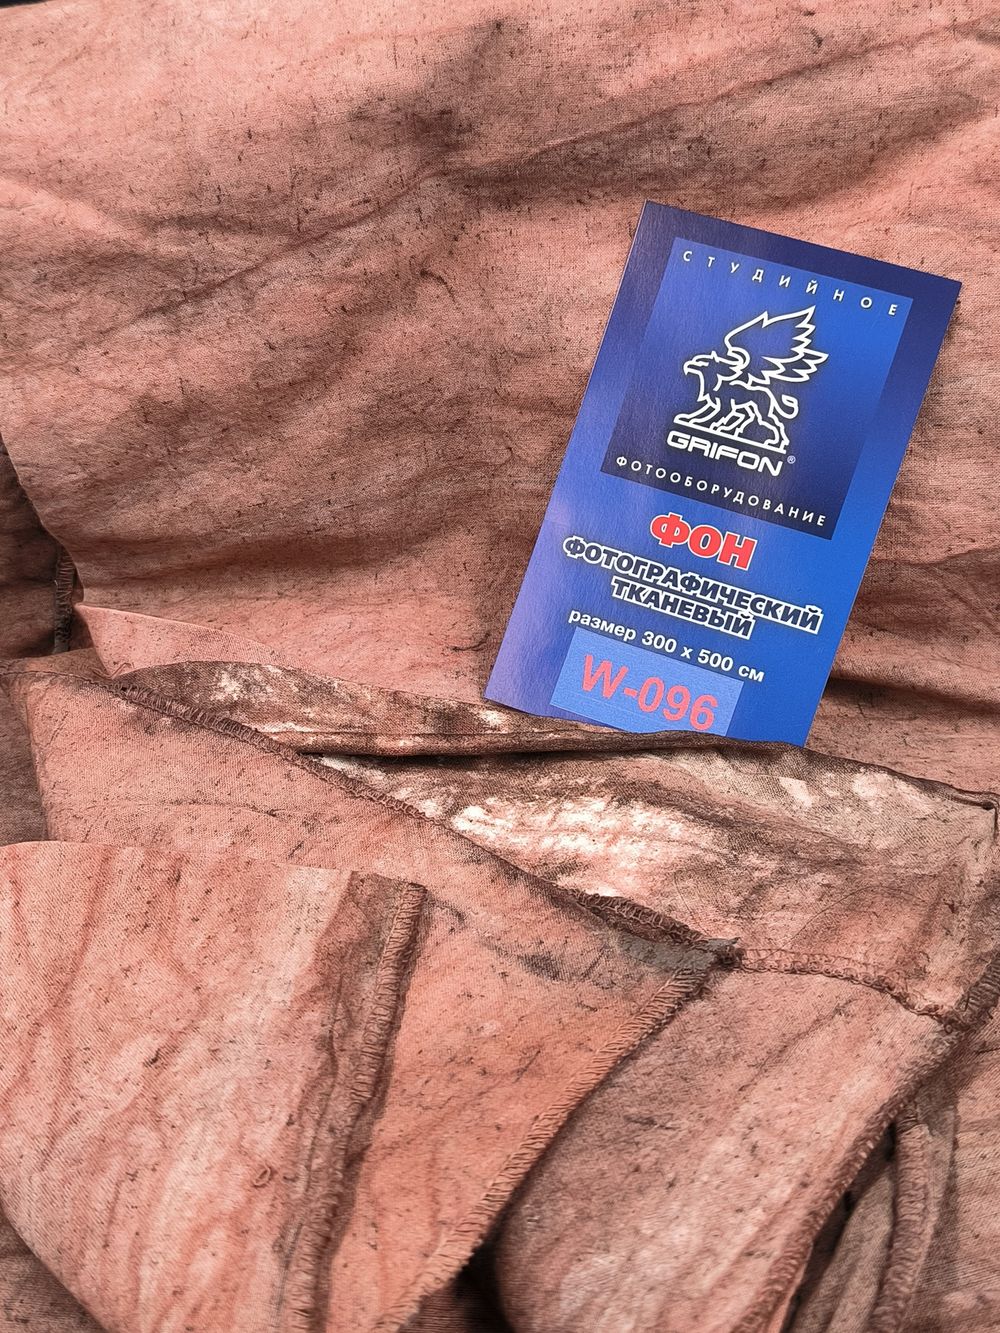 СТУДИЙНОЕ
GRIFON®
ФОТООБОРУДОВАНИЕ
ФОН
ФОТОГРАФИЧЕСКИЙ
ТКАНЕВЫЙ
размер 300 x 500 см
W-096